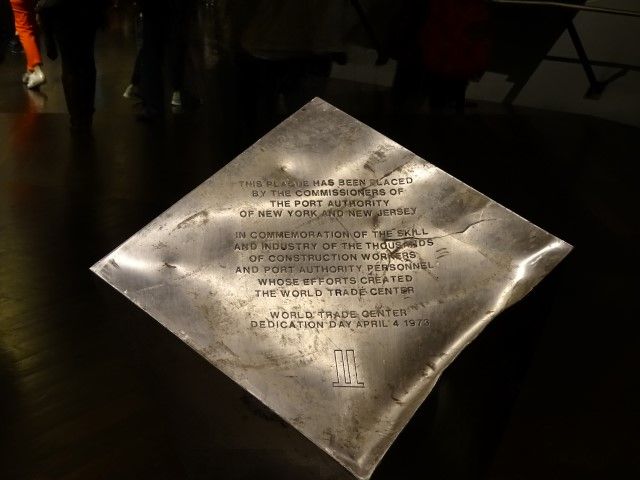 THIS PLAQUE HAS BEEN PLACED
BY THE COMMISSIONERS OF
THE PORT AUTHORITY
OF NEW YORK AND NEW JERSEY
IN COMMEMORATION OF THE SKILL
AND INDUSTRY OF THE THOUSANDS
OF CONSTRUCTION WORKERS
AND PORT AUTHORITY PERSONNEL
WHOSE EFFORTS CREATED
THE WORLD TRADE CENTER
WORLD TRADE CENTER
DEDICATION DAY APRIL 4 1973